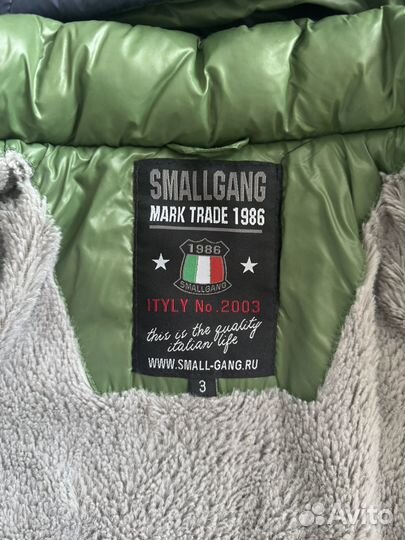 SMALLGANG
MARK TRADE 1986
1986
SMALLGANG
ITYLY No.2003
this is the quality
italian life
WWW.SMALL-GANG.RU
3
Avito